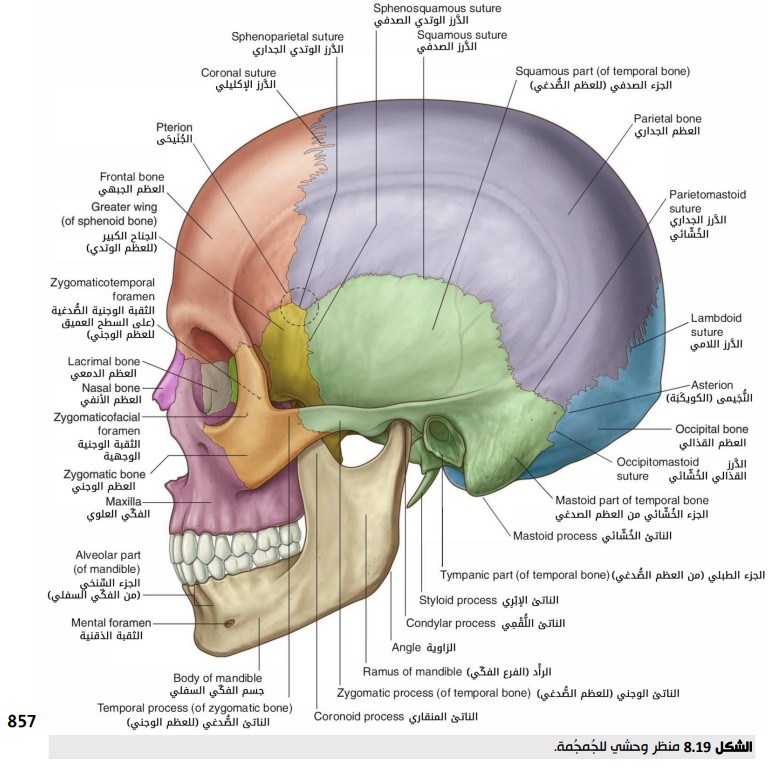 Sphenosquamous suture
الدَّرز الوتدي الصدفي
Squamous suture
الدَّرز الصدفي
Sphenoparietal suture
الدَّرز الوتدي الجداري
Coronal suture
الدَّرز الإكليلي
Squamous part (of temporal bone)
الجزء الصدفي (للعظم الصُّدغي)
Pterion
الجُنَيحَى
Parietal bone
العظم الجداري
Frontal bone
العظم الجبهي
Greater wing
(of sphenoid bone)
الجناح الكبير
(للعظم الوتدي)
Parietomastoid
suture
الدَّرز الجداري
الخُشّائي
Zygomaticotemporal
foramen
الثقبة الوجنية الصُّدغية
(على السطح العميق
للعظم الوجني)
Lambdoid
suture
الدَّرز اللامي
Lacrimal bone
العظم الدمعي
Nasal bone
العظم الأنفي
Asterion
النُّجَيمى (الكويكَبَة)
Zygomaticofacial
foramen
الثقبة الوجنية
الوجهية
Occipital bone
العظم القذالي
Occipitomastoid
suture
الدَّرز
القذالي الخُشّائي
Zygomatic bone
العظم الوجني
Maxilla
الفكّي العلوي
Mastoid part of temporal bone
الجزء الخُشّائي من العظم الصدغي
Mastoid process الناتئ الخُشّائي
Alveolar part
(of mandible)
الجزء السِّنخي
(من الفكّي السفلي)
Tympanic part (of temporal bone) الجزء الطبلي (من العظم الصُّدغي)
Styloid process الناتئ الإبَري
Mental foramen
الثقبة الذقنية
Condylar process الناتئ اللُّقْمِي
Angle الزاوية
Ramus of mandible الرأْد (الفرع الفكّي)
Body of mandible
جسم الفكّي السفلي
Zygomatic process (of temporal bone) الناتئ الوجني (للعظم الصُّدغي)
Temporal process (of zygomatic bone)
الناتئ الصُّدغي (للعظم الوجني)
Coronoid process الناتئ المنقاري
857
الشكل 8.19 منظر وحشي للجُمجُمة.